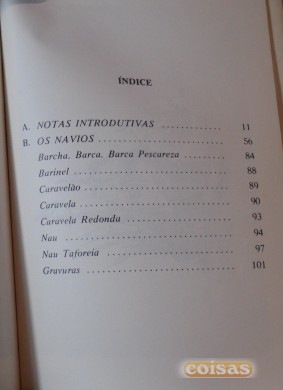 ÍNDICE
A. NOTAS INTRODUTIVAS . . . . . . . . . . 11
B. OS NAVIOS . . . . . . . . . . . . . . . . . . . . . 56
Barcha, Barca, Barca Pescareza . . . . . . . 84
Barinel . . . . . . . . . . . . . . . . . . . . . . . . . 88
Caravelão . . . . . . . . . . . . . . . . . . . . . . 89
Caravela . . . . . . . . . . . . . . . . . . . . . . . 90
Caravela Redonda . . . . . . . . . . . . . . . . 93
Nau . . . . . . . . . . . . . . . . . . . . . . . . . . . 94
Nau Taforeía . . . . . . . . . . . . . . . . . . . . 97
Gravuras . . . . . . . . . . . . . . . . . . . . . . . 101
coisas